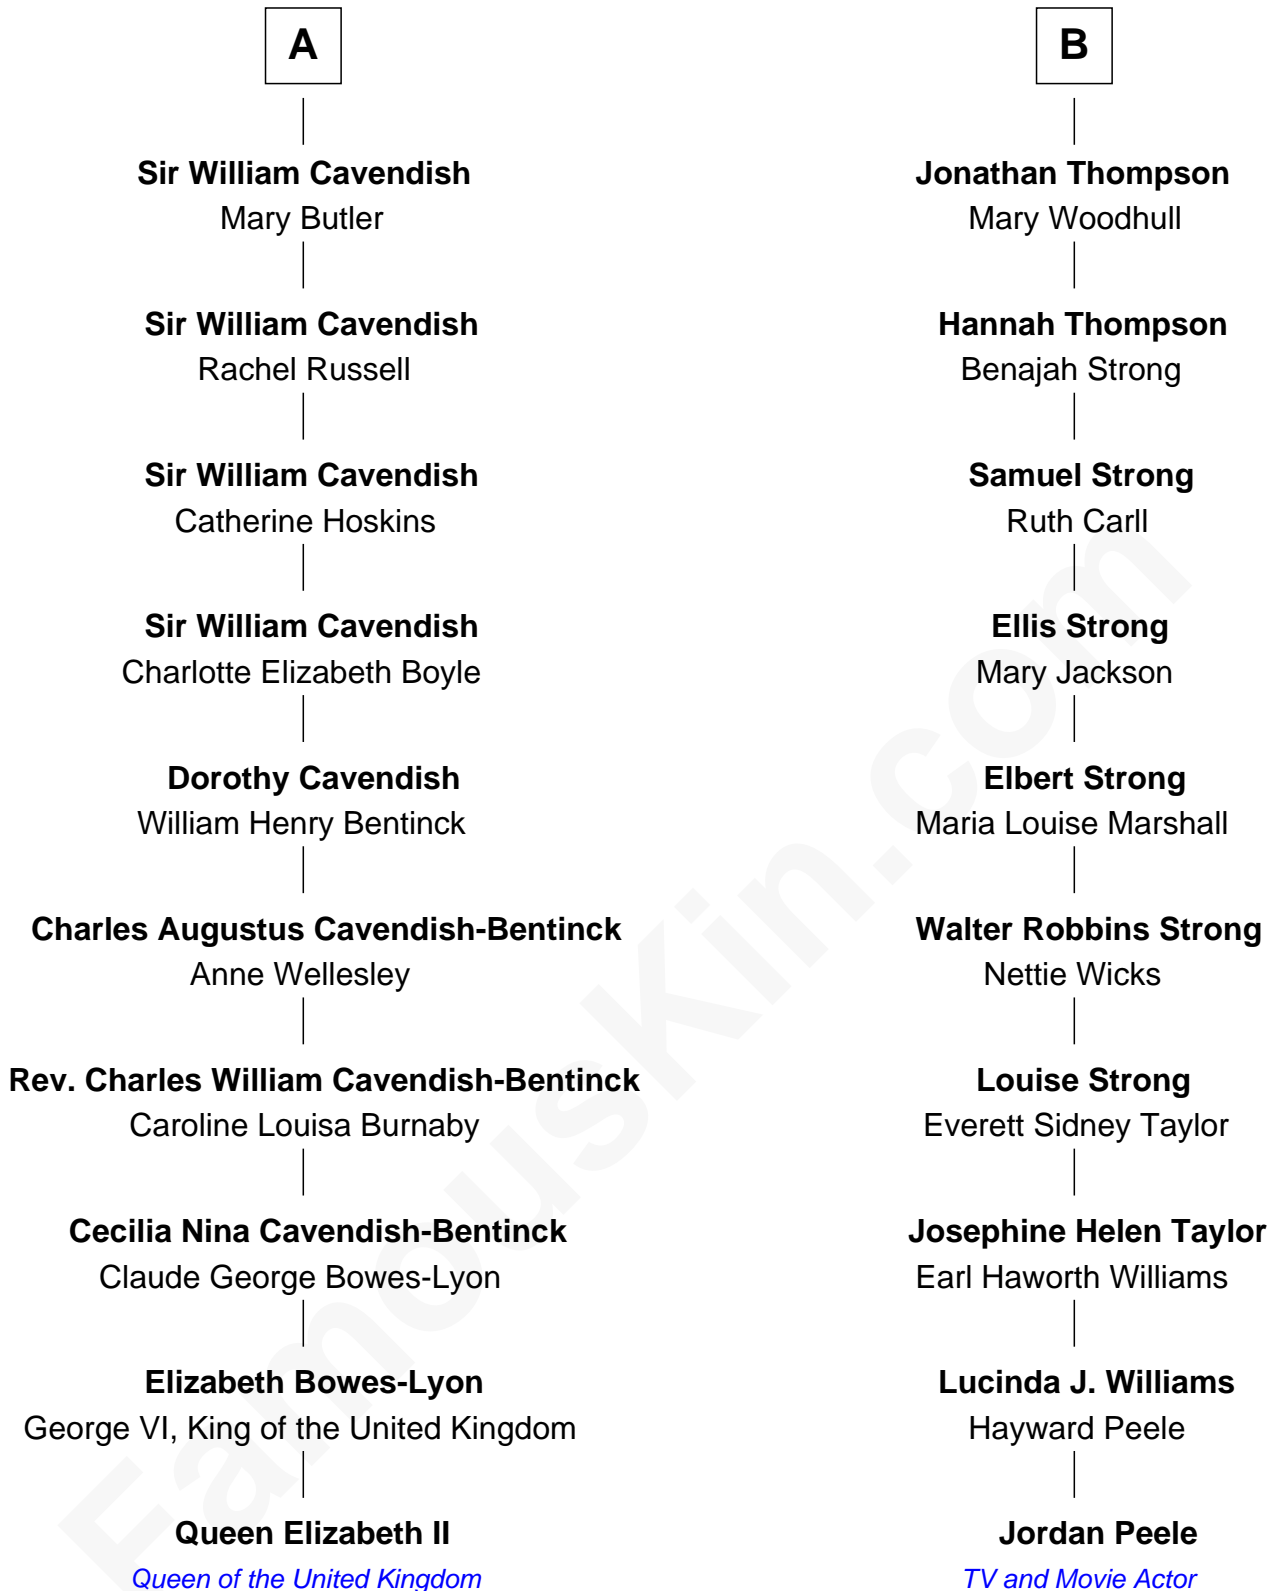 A
Sir William Cavendish
Mary Butler
Sir William Cavendish
Rachel Russell
Sir William Cavendish
Catherine Hoskins
Sir William Cavendish
Charlotte Elizabeth Boyle
Dorothy Cavendish
William Henry Bentinck
Charles Augustus Cavendish-Bentinck
Anne Wellesley
Rev. Charles William Cavendish-Bentinck
Caroline Louisa Burnaby
Cecilia Nina Cavendish-Bentinck
Claude George Bowes-Lyon
Elizabeth Bowes-Lyon
George VI, King of the United Kingdom
Queen Elizabeth II
Queen of the United Kingdom
B
Jonathan Thompson
Mary Woodhull
Hannah Thompson
Benajah Strong
Samuel Strong
Ruth Carll
Ellis Strong
Mary Jackson
Elbert Strong
Maria Louise Marshall
Walter Robbins Strong
Nettie Wicks
Louise Strong
Everett Sidney Taylor
Josephine Helen Taylor
Earl Haworth Williams
Lucinda J. Williams
Hayward Peele
Jordan Peele
TV and Movie Actor
FamousKin.com